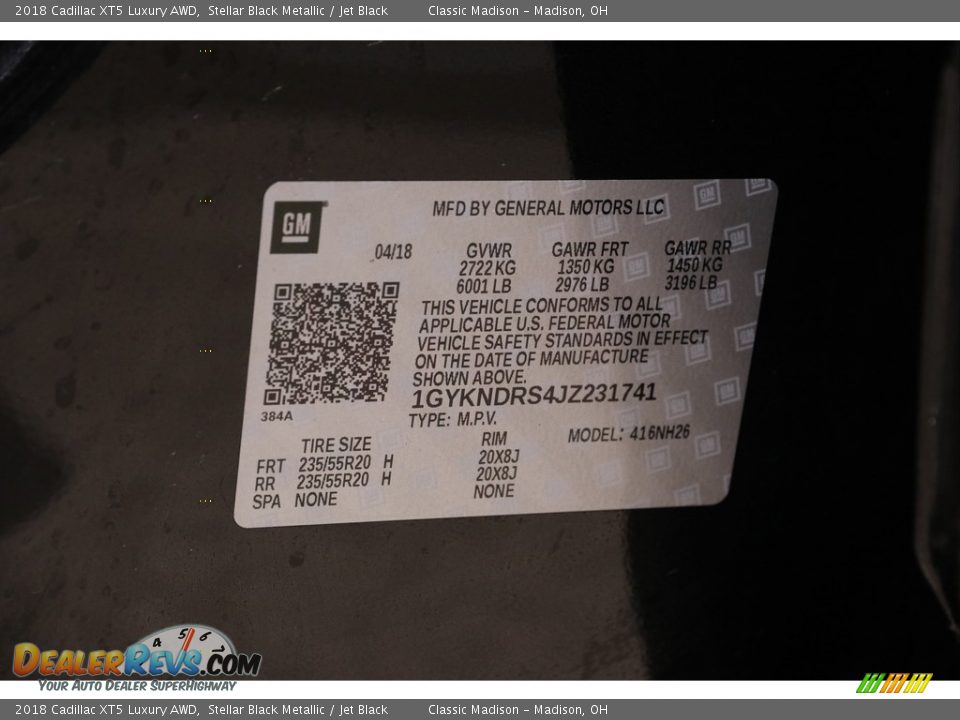 2018 Cadillac XT5 Luxury AWD, Stellar Black Metallic / Jet Black Classic Madison - Madison, OH
GM
MFD BY GENERAL MOTORS LLC
04/18 GVWR GAWR FRT GAWR RR
2722 KG 1350 KG 1450 KG
6001 LB 2976 LB 3196 LB
THIS VEHICLE CONFORMS TO ALL
APPLICABLE U.S. FEDERAL MOTOR
VEHICLE SAFETY STANDARDS IN EFFECT
ON THE DATE OF MANUFACTURE
SHOWN ABOVE.
1GYKNDRS4JZ231741
384A
TYPE: M.P.V.
MODEL: 416NH26
TIRE SIZE RIM
FRT 235/55R20 H 20X8J
RR 235/55R20 H 20X8J
SPA NONE NONE
4 5 6 7
DEALERREVS.COM
YOUR AUTO DEALER SUPERHIGHWAY
2018 Cadillac XT5 Luxury AWD, Stellar Black Metallic / Jet Black Classic Madison - Madison, OH